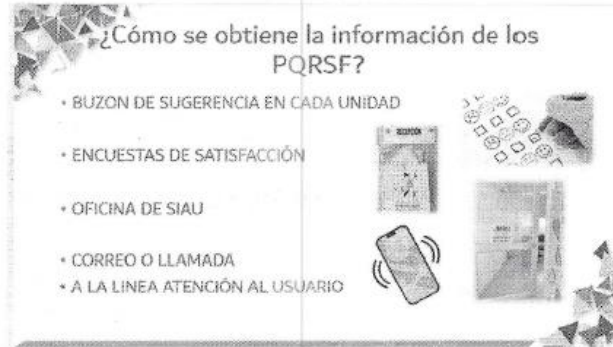 ¿Cómo se obtiene la información de los
PQRSF?
• BUZON DE SUGERENCIA EN CADA UNIDAD
• ENCUESTAS DE SATISFACCIÓN
• OFICINA DE SIAU
• CORREO O LLAMADA
• A LA LINEA ATENCIÓN AL USUARIO